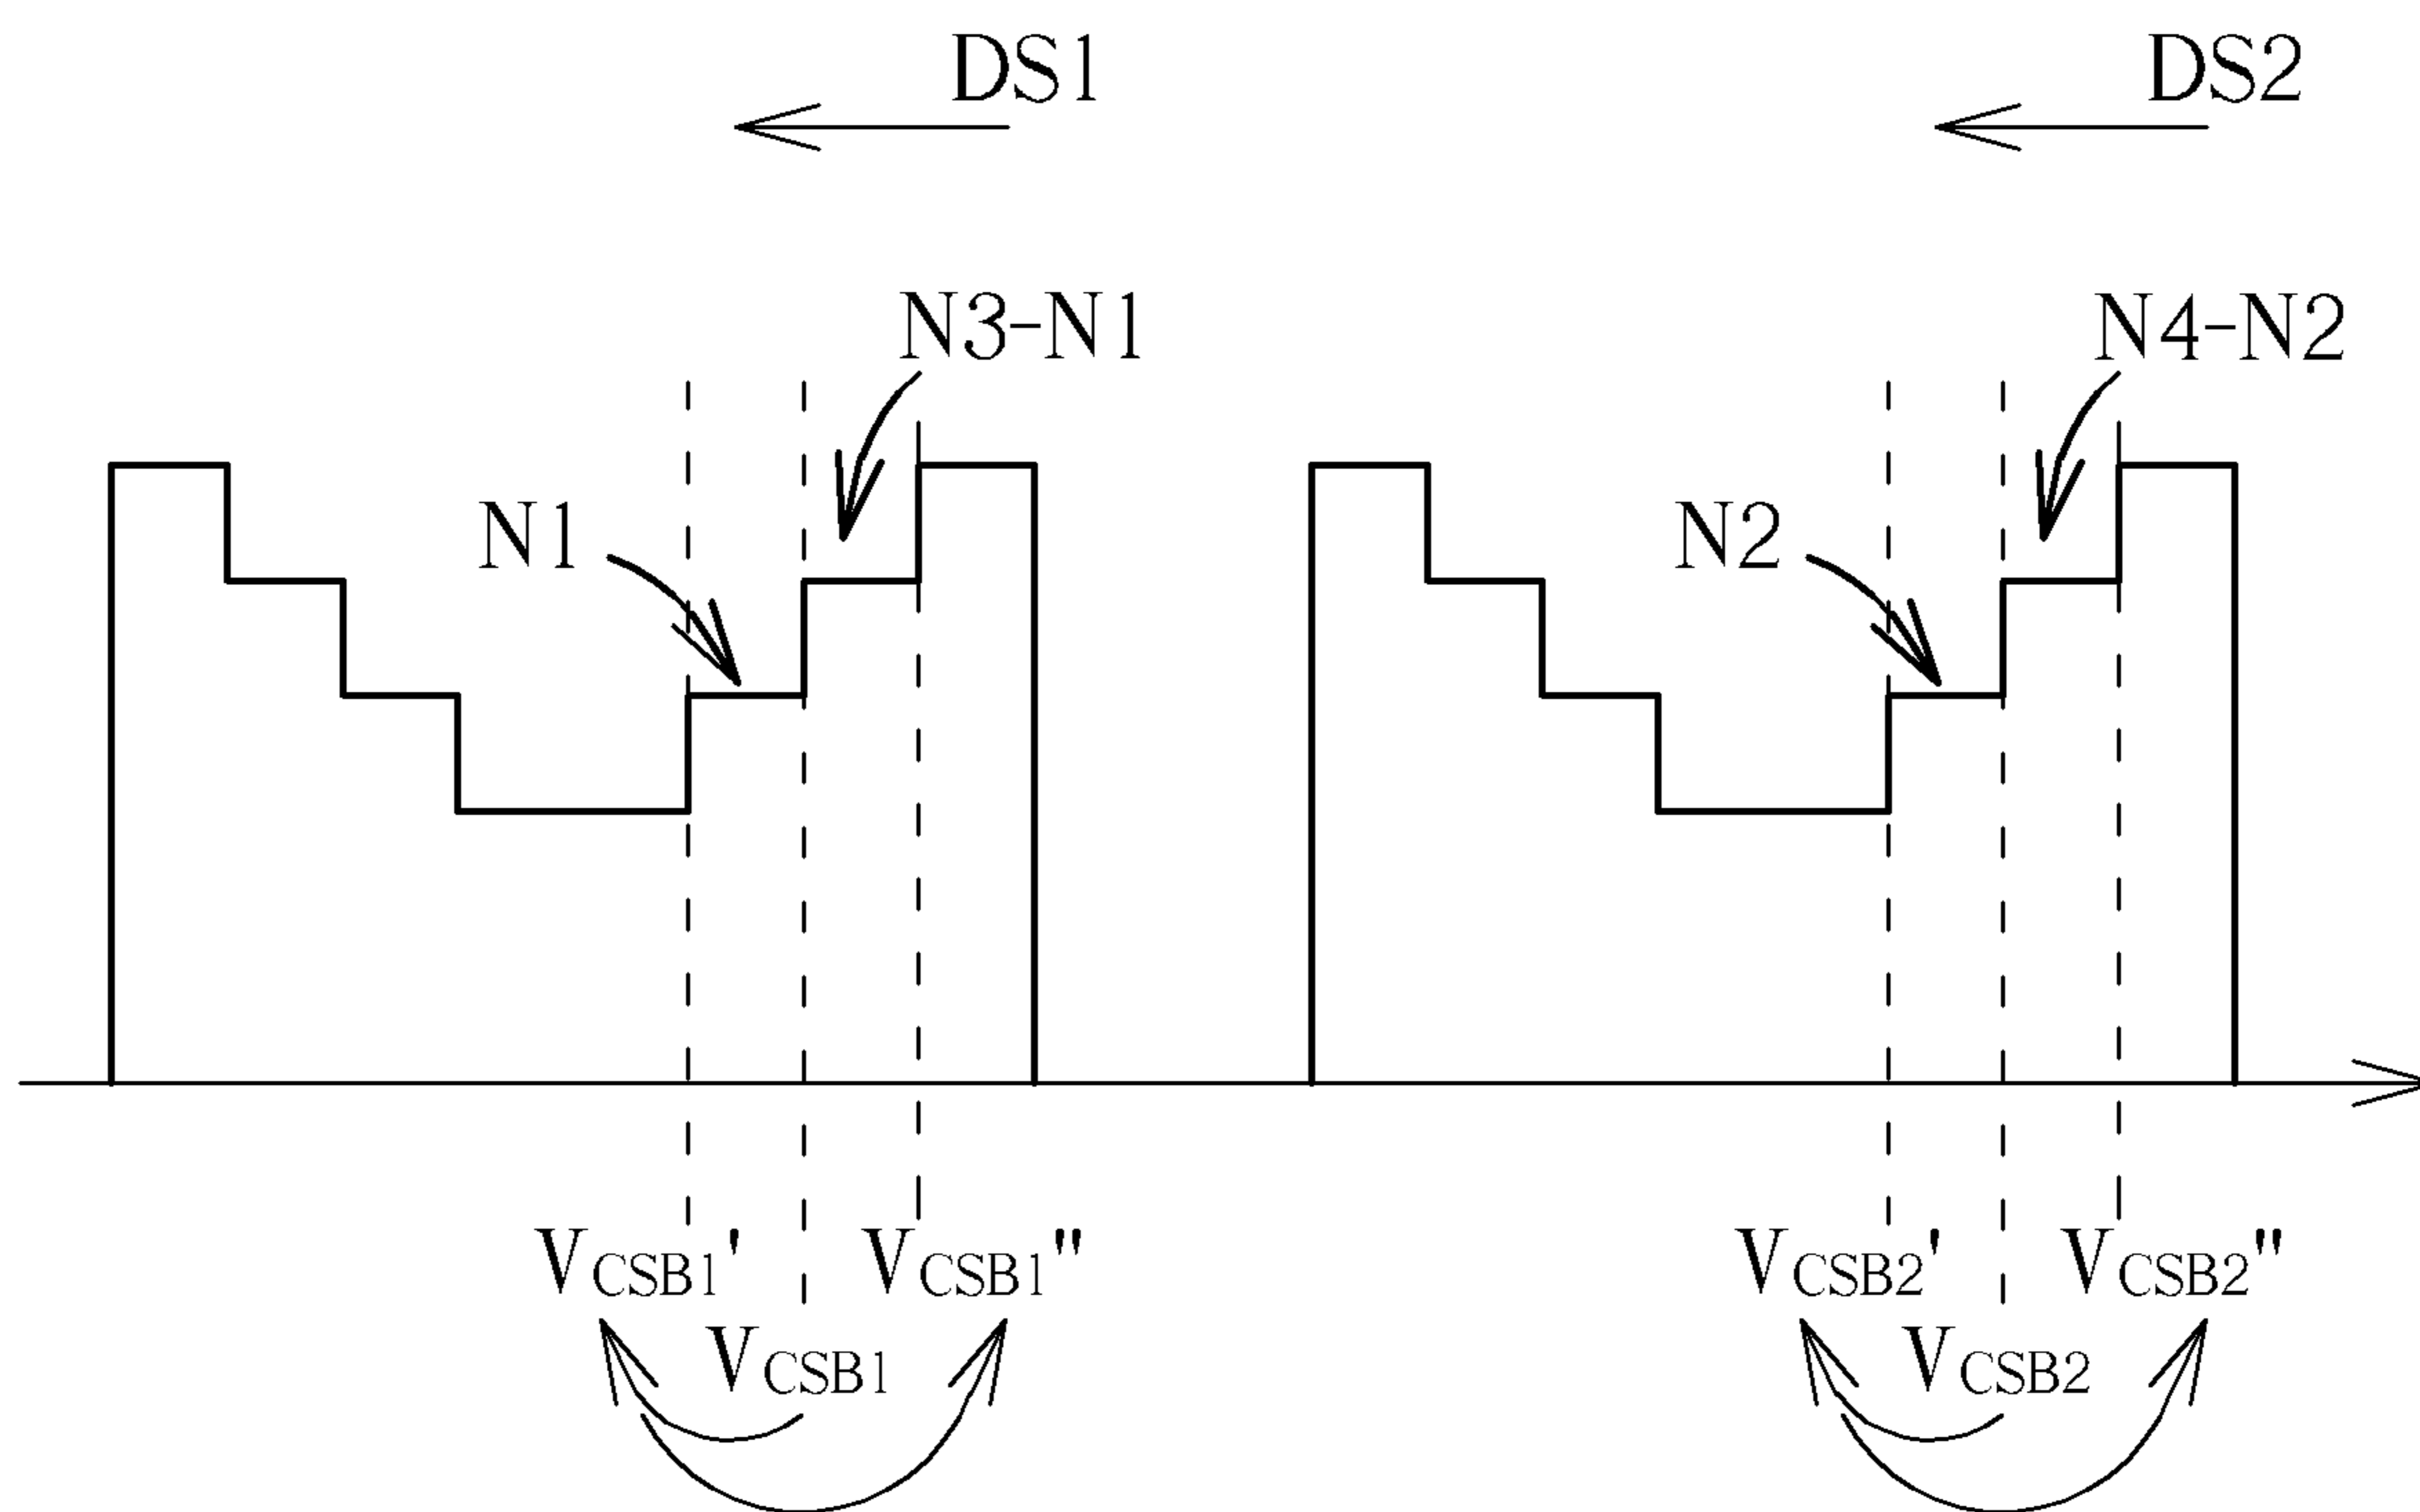 DS1 DS2
N3-N1 N4-N2
N1 N2
VCSB1' VCSB1" VCSB2' VCSB2"
VCSB1 VCSB2